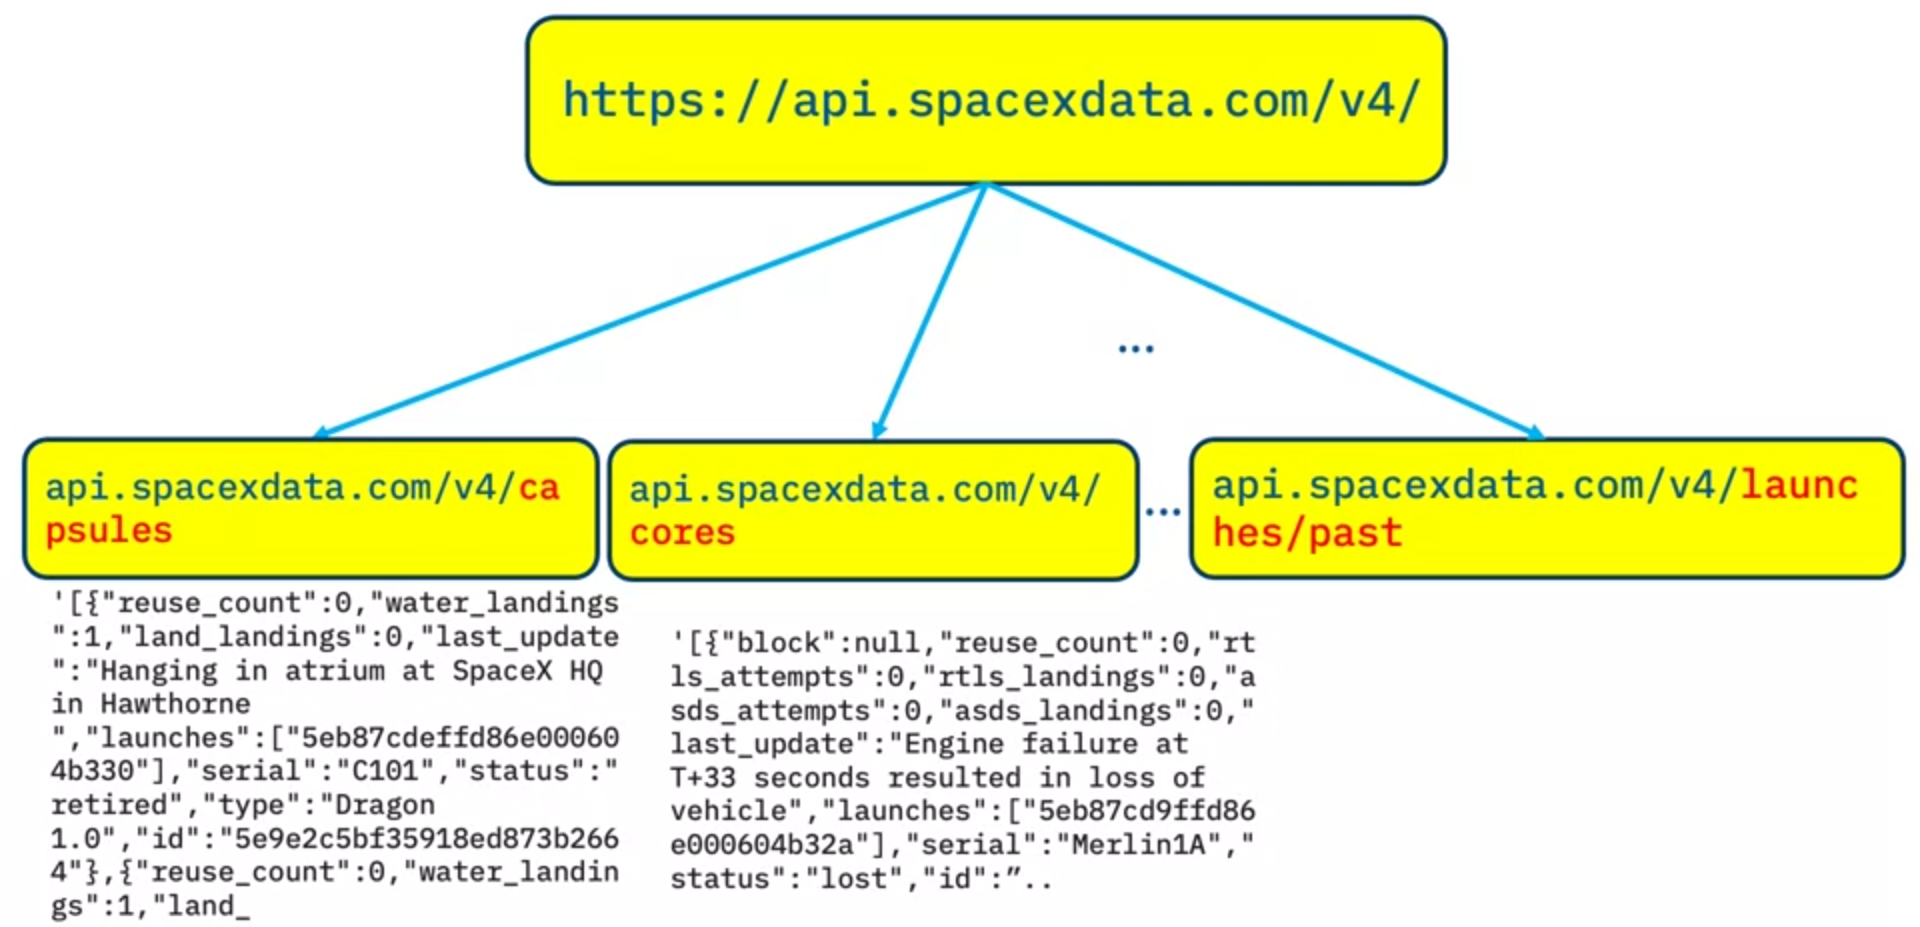 https://api.spacexdata.com/v4/
...
api.spacexdata.com/v4/ca
psules
api.spacexdata.com/v4/
cores
...
api.spacexdata.com/v4/launc
hes/past
'[{"reuse_count":0,"water_landings
":1,"land_landings":0,"last_update
":"Hanging in atrium at SpaceX HQ
in Hawthorne
","launches":["5eb87cdeffd86e00060
4b330"],"serial":"C101","status":"
retired","type":"Dragon
1.0","id":"5e9e2c5bf35918ed873b266
4"},{"reuse_count":0,"water_landin
gs":1,"land_
'[{"block":null,"reuse_count":0,"rt
ls_attempts":0,"rtls_landings":0,"a
sds_attempts":0,"asds_landings":0,"
last_update":"Engine failure at
T+33 seconds resulted in loss of
vehicle","launches":["5eb87cd9ffd86
e000604b32a"],"serial":"Merlin1A","
status":"lost","id":”..